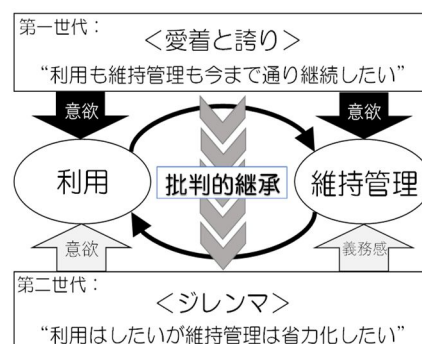 第一世代：
＜愛着と誇り＞
“利用も維持管理も今まで通り継続したい”
意欲
意欲
利用
批判的継承
維持管理
意欲
義務感
第二世代：
＜ジレンマ＞
“利用はしたいが維持管理は省力化したい”